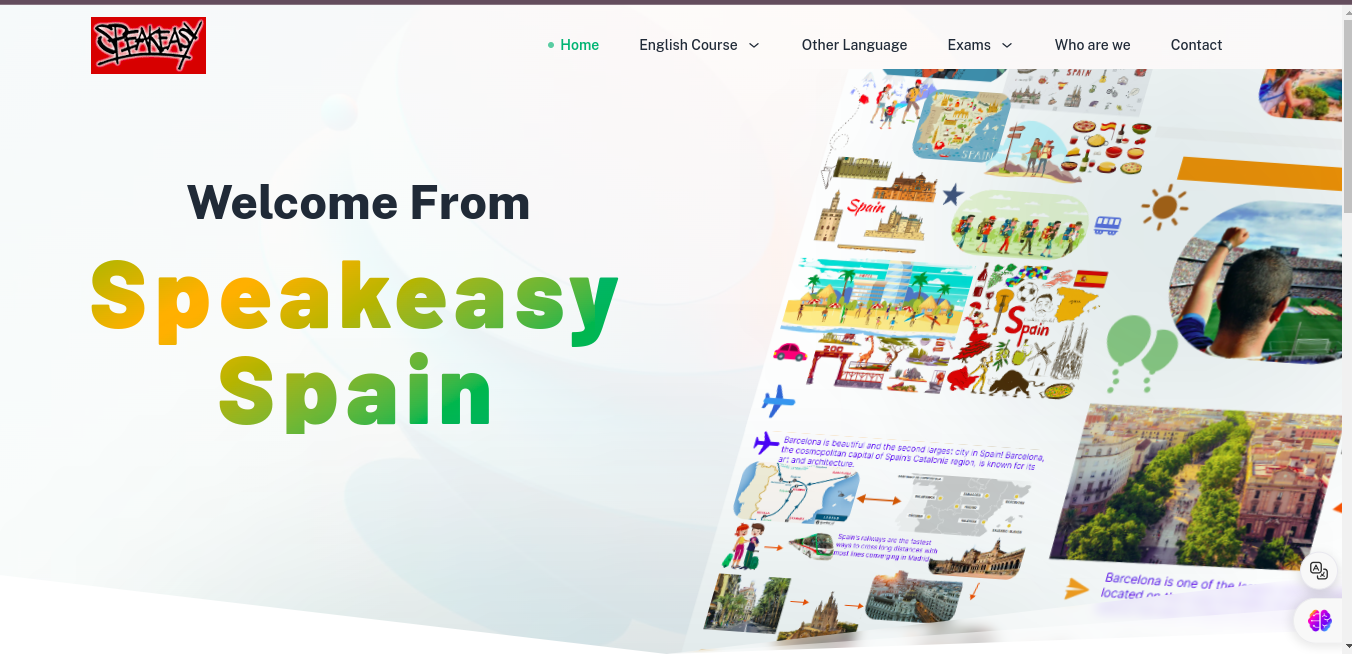 SPEAKEASY
Home
English Course
Other Language
Exams
Who are we
Contact
Welcome From
Speakeasy
Spain
SPAIN
SPAIN
Spain
Spain
ZOO
Barcelona is beautiful and the second largest city in Spain! Barcelona,
the cosmopolitan capital of Spain's Catalonia region, is known for its
art and architecture.
Spain's railways are the fastest
ways to cross long distances with
most lines converging in Madrid
Barcelona is one of the
located on